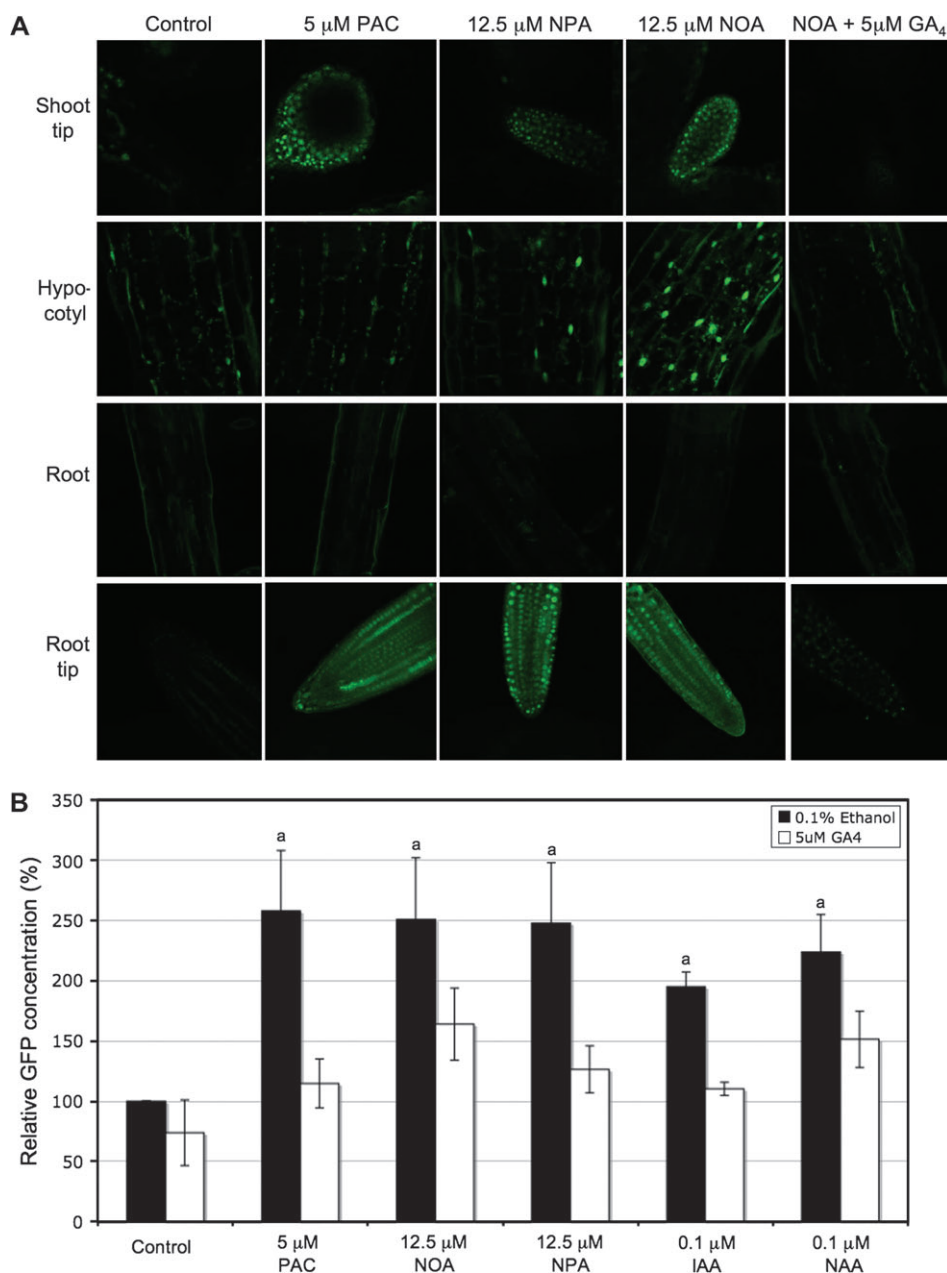 A
Control 5 μM PAC 12.5 μM NPA 12.5 μM NOA NOA + 5μM GA₄
Shoot
tip
Hypo-
cotyl
Root
Root
tip
B
Relative GFP concentration (%)
350
300
250
200
150
100
50
0
0.1% Ethanol
5uM GA4
a a a a a
Control 5 μM 12.5 μM 12.5 μM 0.1 μM 0.1 μM
PAC NOA NPA IAA NAA